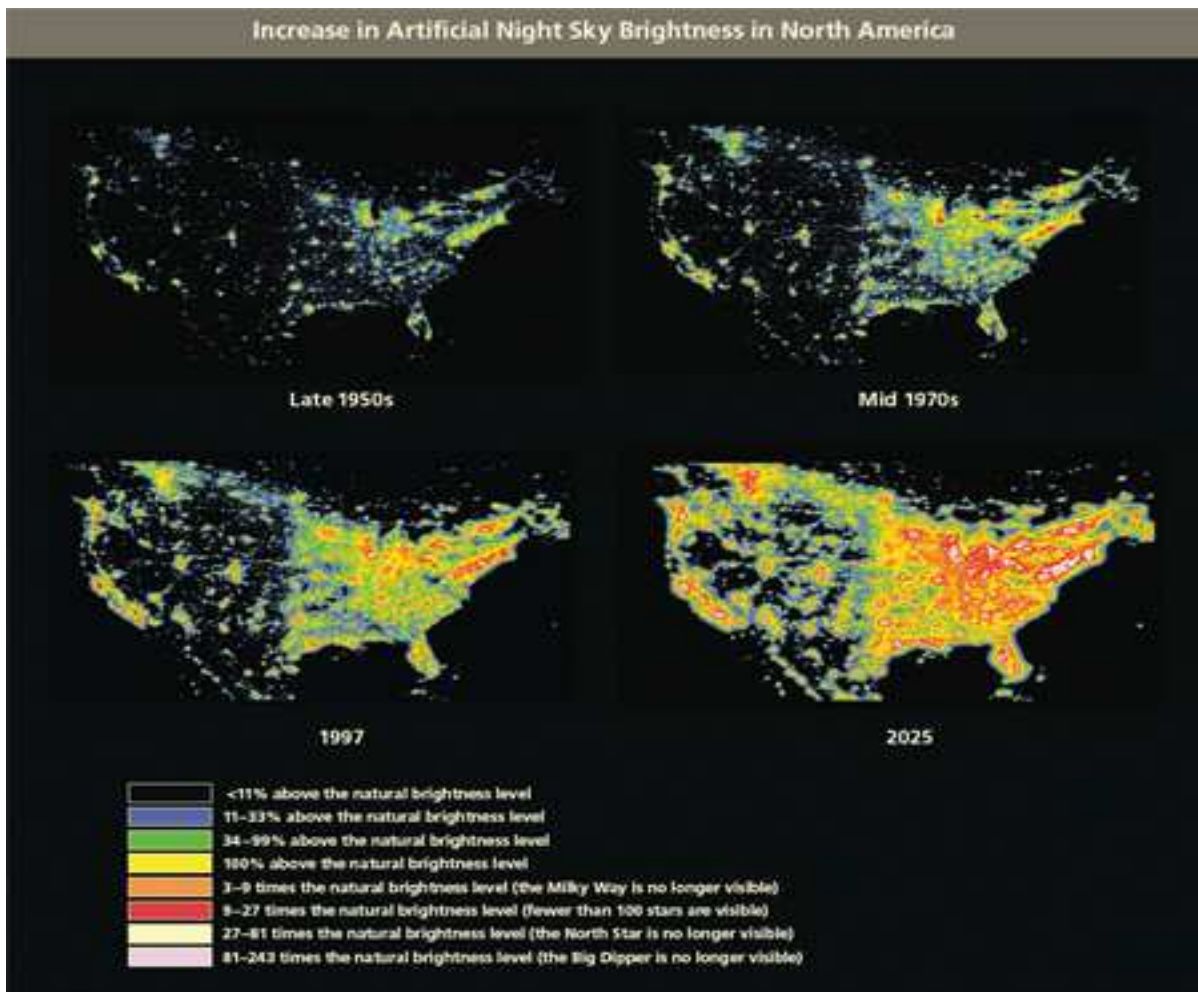 Increase in Artificial Night Sky Brightness in North America
Late 1950s
Mid 1970s
1997
2025
<11% above the natural brightness level
11–33% above the natural brightness level
34–99% above the natural brightness level
100% above the natural brightness level
3–9 times the natural brightness level (the Milky Way is no longer visible)
9–27 times the natural brightness level (fewer than 100 stars are visible)
27–81 times the natural brightness level (the North Star is no longer visible)
81–243 times the natural brightness level (the Big Dipper is no longer visible)